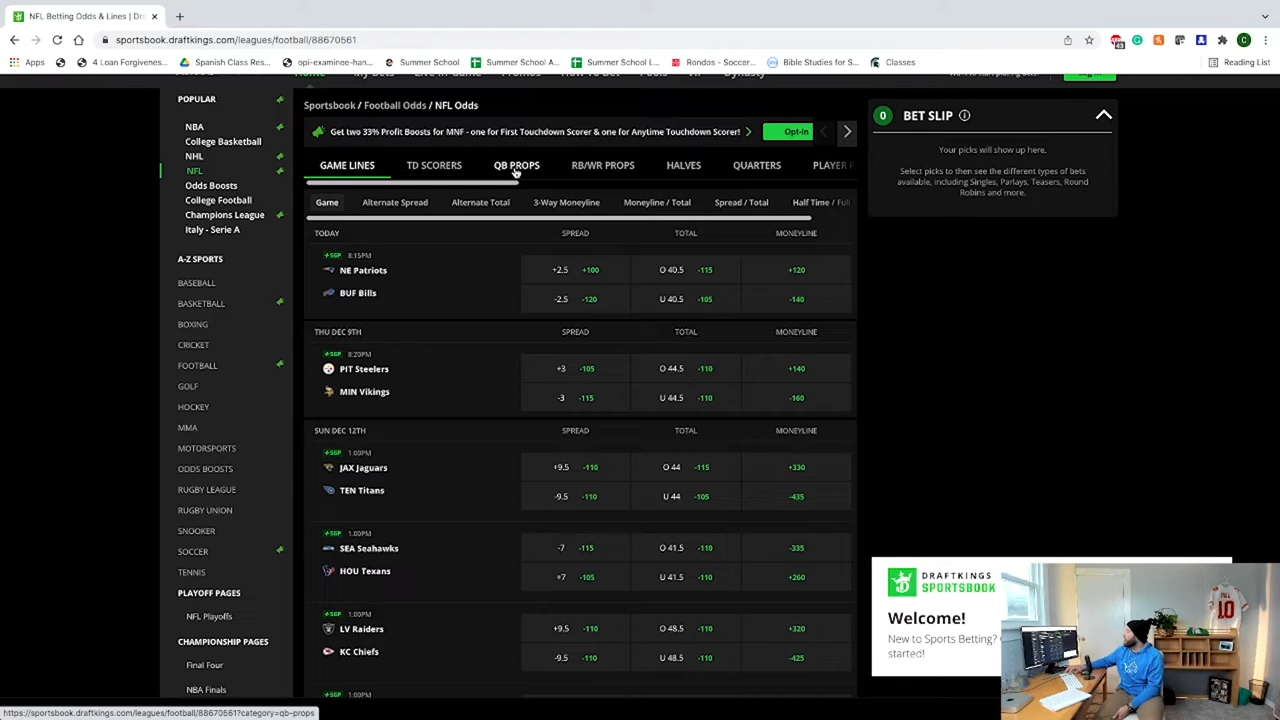 NFL Betting Odds & Lines | Dra
sportsbook.draftkings.com/leagues/football/88670561
43
C
Apps
4 Loan Forgivenes...
Spanish Class Res...
opi-examinee-han...
Summer School
Summer School A...
Summer School L...
Rondos - Soccer...
Bible Studies for S...
Classes
Reading List
POPULAR
NBA
College Basketball
NHL
NFL
Odds Boosts
College Football
Champions League
Italy - Serie A
A-Z SPORTS
BASEBALL
BASKETBALL
BOXING
CRICKET
FOOTBALL
GOLF
HOCKEY
MMA
MOTORSPORTS
ODDS BOOSTS
RUGBY LEAGUE
RUGBY UNION
SNOOKER
SOCCER
TENNIS
PLAYOFF PAGES
NFL Playoffs
CHAMPIONSHIP PAGES
Final Four
NBA Finals
Sportsbook / Football Odds / NFL Odds
Get two 33% Profit Boosts for MNF - one for First Touchdown Scorer & one for Anytime Touchdown Scorer!
Opt-in
GAME LINES TD SCORERS QB PROPS RB/WR PROPS HALVES QUARTERS PLAYER P
Game Alternate Spread Alternate Total 3-Way Moneyline Moneyline / Total Spread / Total Half Time / Full
TODAY SPREAD TOTAL MONEYLINE
SGP 8:15PM
NE Patriots +2.5 +100 O 40.5 -115 +120
BUF Bills -2.5 -120 U 40.5 -105 -140
THU DEC 9TH SPREAD TOTAL MONEYLINE
SGP 8:20PM
PIT Steelers +3 -105 O 44.5 -110 +140
MIN Vikings -3 -115 U 44.5 -110 -160
SUN DEC 12TH SPREAD TOTAL MONEYLINE
SGP 1:00PM
JAX Jaguars +9.5 -110 O 44 -115 +330
TEN Titans -9.5 -110 U 44 -105 -435
SGP 1:00PM
SEA Seahawks -7 -115 O 41.5 -110 -335
HOU Texans +7 -105 U 41.5 -110 +260
SGP 1:00PM
LV Raiders +9.5 -110 O 48.5 -110 +320
KC Chiefs -9.5 -110 U 48.5 -110 -425
SGP 1:00PM
0 BET SLIP
Your picks will show up here.
Select picks to then see the different types of bets
available, including Singles, Parlays, Teasers, Round
Robins and more.
DRAFTKINGS
SPORTSBOOK
Welcome!
New to Sports Betting?
started!
10
https://sportsbook.draftkings.com/leagues/football/88670561?category=qb-props